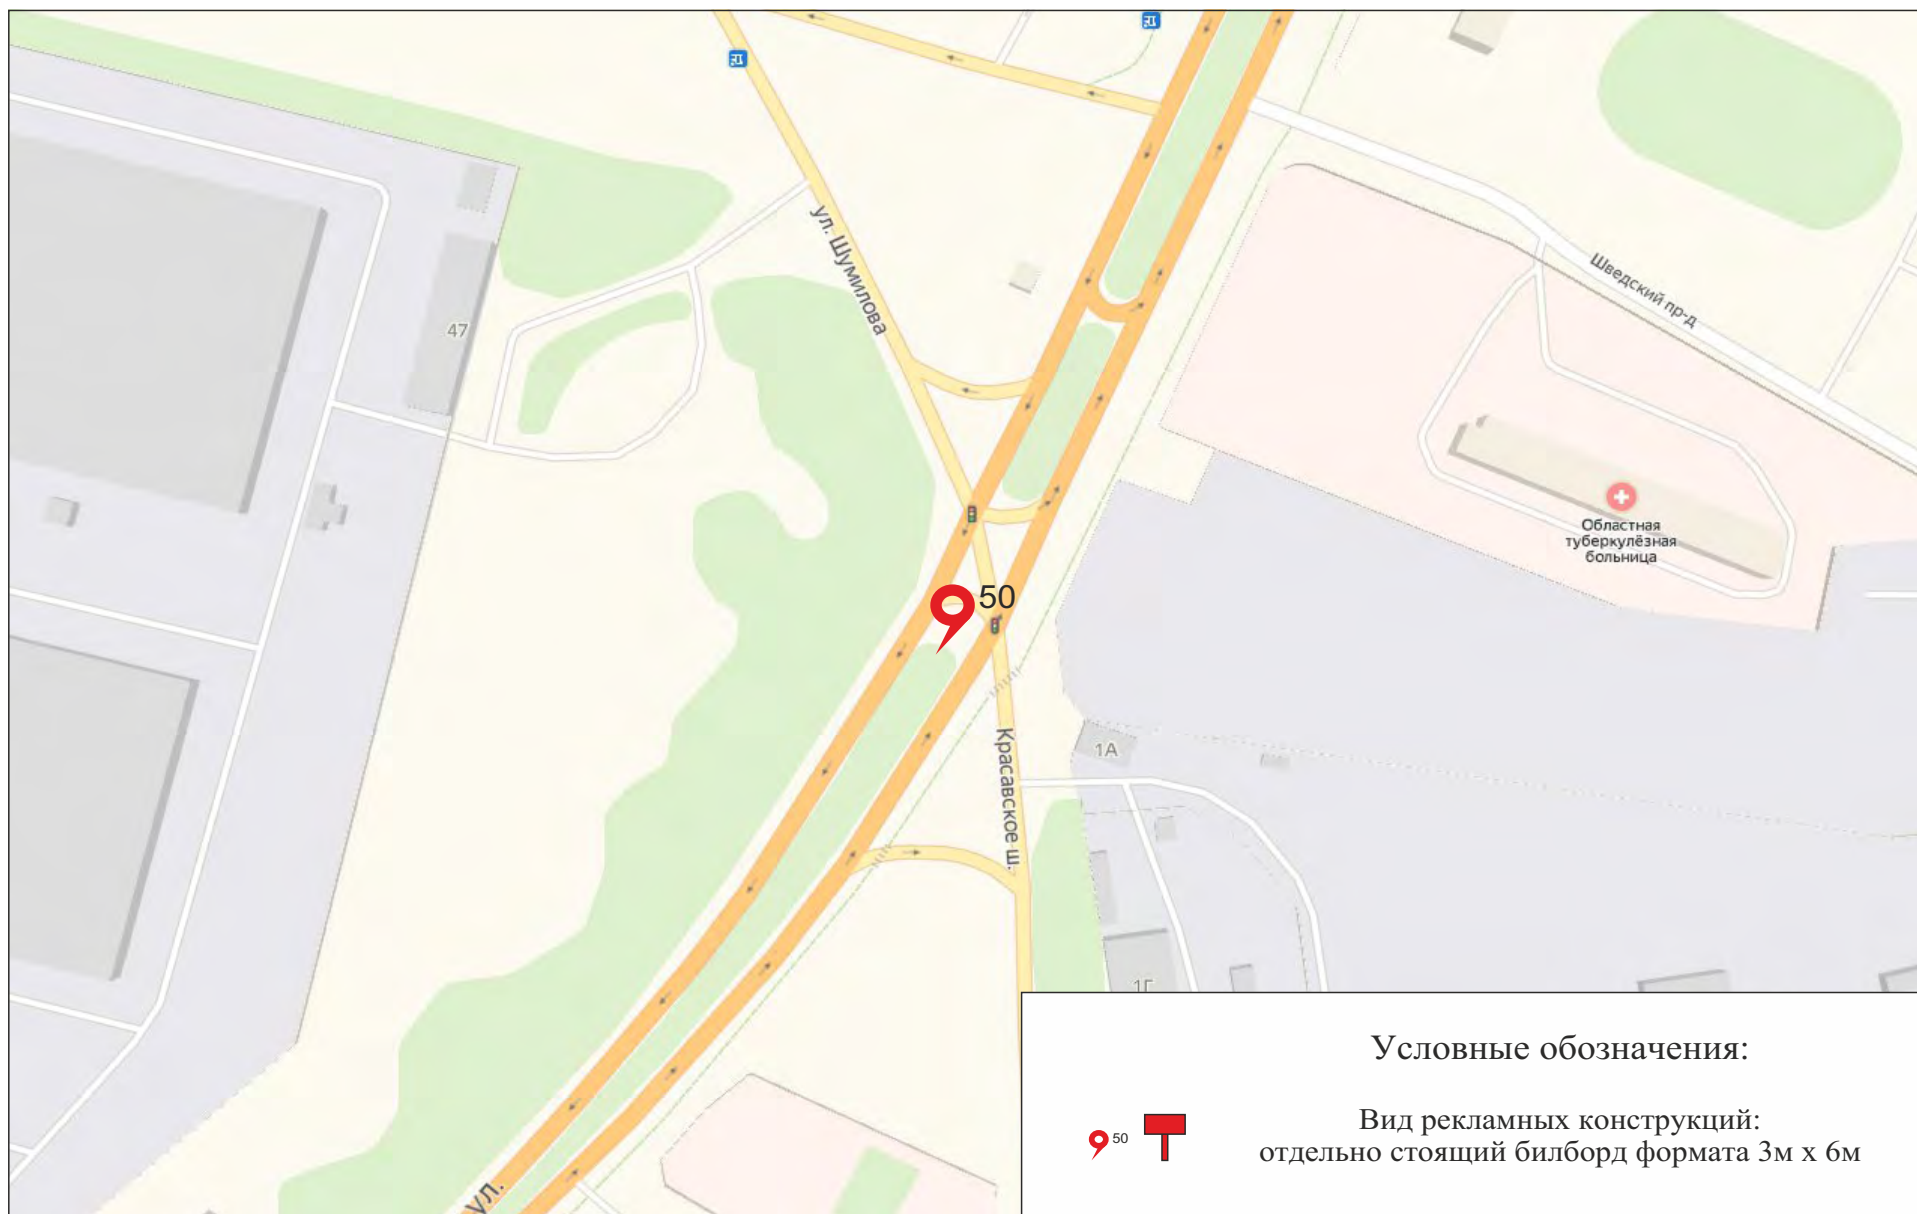 ул. Шумилова
47
Шведский пр-д
Областная
туберкулёзная
больница
50
1А
Красавское ш.
1Г
ул.
Условные обозначения:
50
Вид рекламных конструкций:
отдельно стоящий билборд формата 3м х 6м